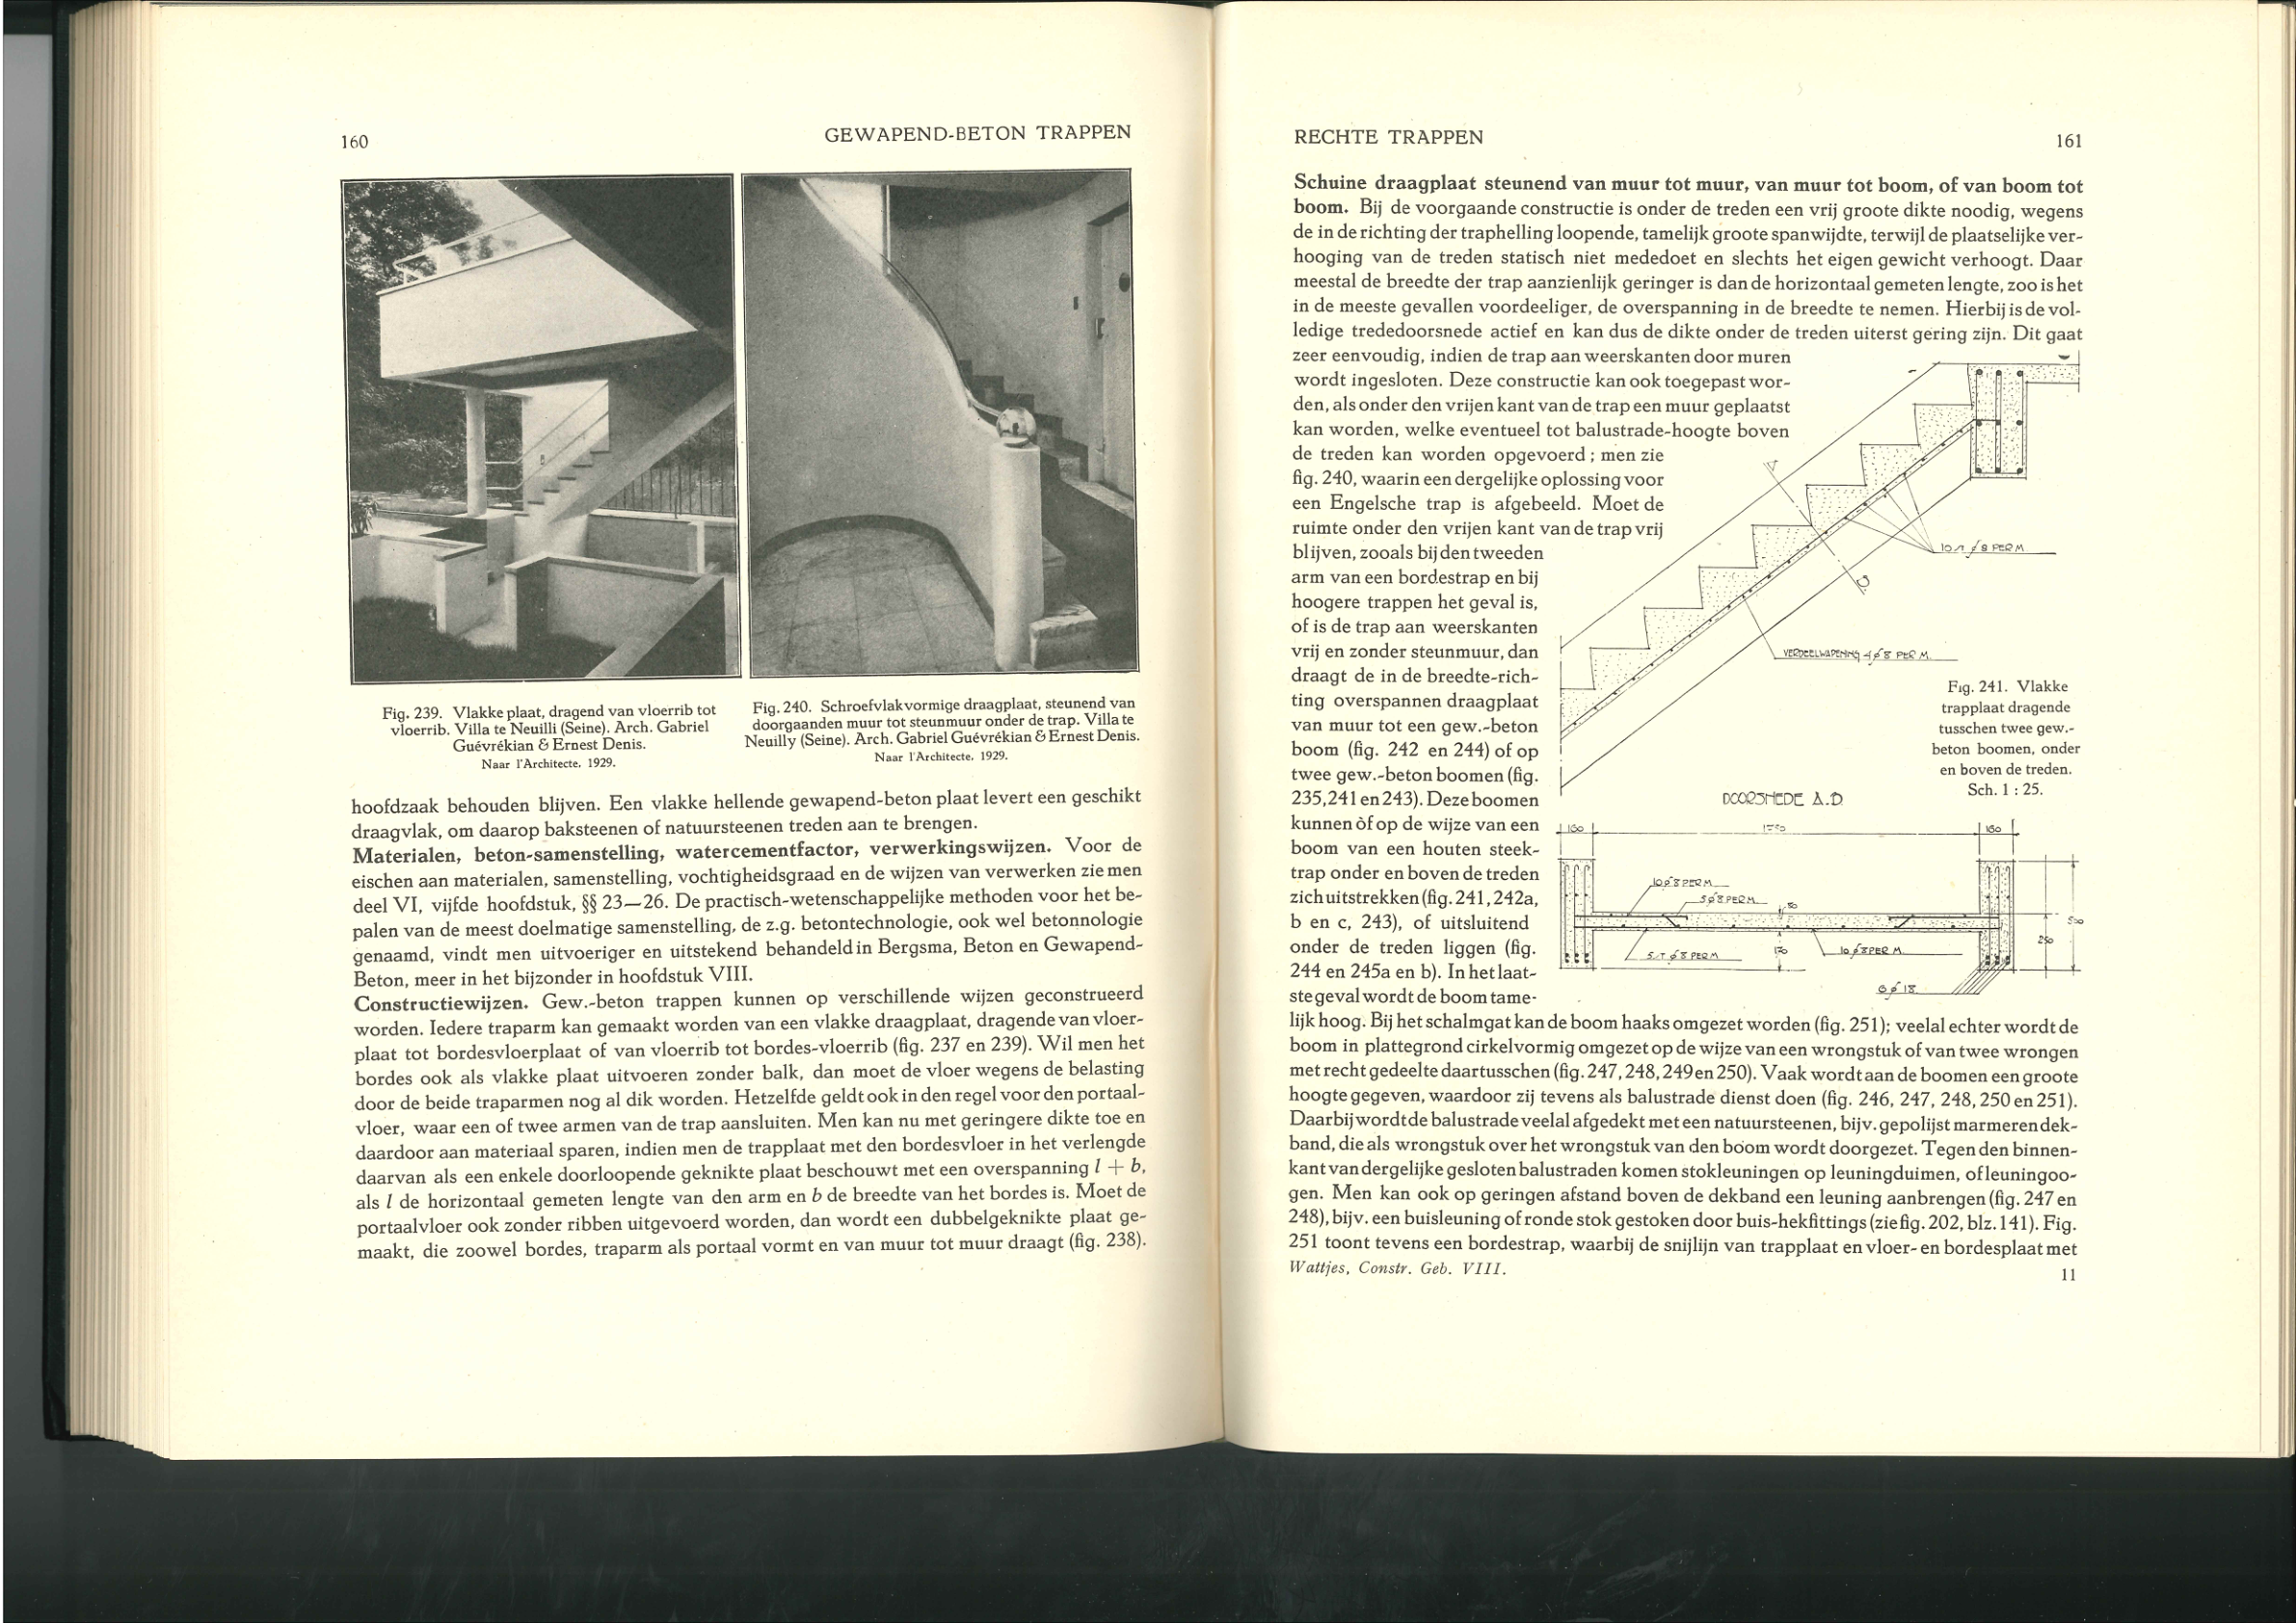 160
GEWAPEND-BETON TRAPPEN
Fig. 239. Vlakke plaat, dragend van vloerrib tot
vloerrib. Villa te Neuilli (Seine). Arch. Gabriel
Guévrékian & Ernest Denis.
Naar l'Architecte. 1929.
Fig. 240. Schroefvlakvormige draagplaat, steunend van
doorgaanden muur tot steunmuur onder de trap. Villa te
Neuilly (Seine). Arch. Gabriel Guévrékian & Ernest Denis.
Naar l'Architecte. 1929.
hoofdzaak behouden blijven. Een vlakke hellende gewapend-beton plaat levert een geschikt
draagvlak, om daarop baksteenen of natuursteenen treden aan te brengen.
Materialen, beton-samenstelling, watercementfactor, verwerkingswijzen. Voor de
eischen aan materialen, samenstelling, vochtigheidsgraad en de wijzen van verwerken zie men
deel VI, vijfde hoofdstuk, §§ 23—26. De practisch-wetenschappelijke methoden voor het be-
palen van de meest doelmatige samenstelling, de z.g. betontechnologie, ook wel betonnologie
genaamd, vindt men uitvoeriger en uitstekend behandeld in Bergsma, Beton en Gewapend-
Beton, meer in het bijzonder in hoofdstuk VIII.
Constructiewijzen. Gew.-beton trappen kunnen op verschillende wijzen geconstrueerd
worden. Iedere traparm kan gemaakt worden van een vlakke draagplaat, dragende van vloer-
plaat tot bordesvloerplaat of van vloerrib tot bordes-vloerrib (fig. 237 en 239). Wil men het
bordes ook als vlakke plaat uitvoeren zonder balk, dan moet de vloer wegens de belasting
door de beide traparmen nog al dik worden. Hetzelfde geldt ook in den regel voor den portaal-
vloer, waar een of twee armen van de trap aansluiten. Men kan nu met geringere dikte toe en
daardoor aan materiaal sparen, indien men de trapplaat met den bordesvloer in het verlengde
daarvan als een enkele doorloopende geknikte plaat beschouwt met een overspanning l + b,
als l de horizontaal gemeten lengte van den arm en b de breedte van het bordes is. Moet de
portaalvloer ook zonder ribben uitgevoerd worden, dan wordt een dubbelgeknikte plaat ge-
maakt, die zoowel bordes, traparm als portaal vormt en van muur tot muur draagt (fig. 238).
RECHTE TRAPPEN
161
Schuine draagplaat steunend van muur tot muur, van muur tot boom, of van boom tot
boom. Bij de voorgaande constructie is onder de treden een vrij groote dikte noodig, wegens
de in de richting der traphelling loopende, tamelijk groote spanwijdte, terwijl de plaatselijke ver-
hooging van de treden statisch niet mededoet en slechts het eigen gewicht verhoogt. Daar
meestal de breedte der trap aanzienlijk geringer is dan de horizontaal gemeten lengte, zoo is het
in de meeste gevallen voordeeliger, de overspanning in de breedte te nemen. Hierbij is de vol-
ledige trededoorsnede actief en kan dus de dikte onder de treden uiterst gering zijn. Dit gaat
zeer eenvoudig, indien de trap aan weerskanten door muren
wordt ingesloten. Deze constructie kan ook toegepast wor-
den, als onder den vrijen kant van de trap een muur geplaatst
kan worden, welke eventueel tot balustrade-hoogte boven
de treden kan worden opgevoerd; men zie
fig. 240, waarin een dergelijke oplossing voor
een Engelsche trap is afgebeeld. Moet de
ruimte onder den vrijen kant van de trap vrij
blijven, zooals bij den tweeden
arm van een bordestrap en bij
hoogere trappen het geval is,
of is de trap aan weerskanten
vrij en zonder steunmuur, dan
draagt de in de breedte-rich-
ting overspannen draagplaat
van muur tot een gew.-beton
boom (fig. 242 en 244) of op
twee gew.-beton boomen (fig.
235, 241 en 243). Deze boomen
kunnen òf op de wijze van een
boom van een houten steek-
trap onder en boven de treden
zich uitstrekken (fig. 241, 242a,
b en c, 243), of uitsluitend
onder de treden liggen (fig.
244 en 245a en b). In het laat-
ste geval wordt de boom tame-
lijk hoog. Bij het schalmgat kan de boom haaks omgezet worden (fig. 251); veelal echter wordt de
boom in plattegrond cirkelvormig omgezet op de wijze van een wrongstuk of van twee wrongen
met recht gedeelte daartusschen (fig. 247, 248, 249 en 250). Vaak wordt aan de boomen een groote
hoogte gegeven, waardoor zij tevens als balustrade dienst doen (fig. 246, 247, 248, 250 en 251).
Daarbij wordt de balustrade veelal afgedekt met een natuursteenen, bijv. gepolijst marmeren dek-
band, die als wrongstuk over het wrongstuk van den boom wordt doorgezet. Tegen den binnen-
kant van dergelijke gesloten balustraden komen stokleuningen op leuningduimen, of leuningoo-
gen. Men kan ook op geringen afstand boven de dekband een leuning aanbrengen (fig. 247 en
248), bijv. een buisleuning of ronde stok gestoken door buis-hekfittings (zie fig. 202, blz. 141). Fig.
251 toont tevens een bordestrap, waarbij de snijlijn van trapplaat en vloer- en bordesplaat met
Wattjes, Constr. Geb. VIII.
11
PER M
VERDEELWAPENING 4 ø 8 PER M.
Fig. 241. Vlakke
trapplaat dragende
tusschen twee gew.-
beton boomen, onder
en boven de treden.
Sch. 1 : 25.
DOORSNEDE A.B
160
160
10 ø 8 PER M.
5 ø 8 PER M.
ø 8 PER M
10 ø 8 PER M.
250
6 ø 18